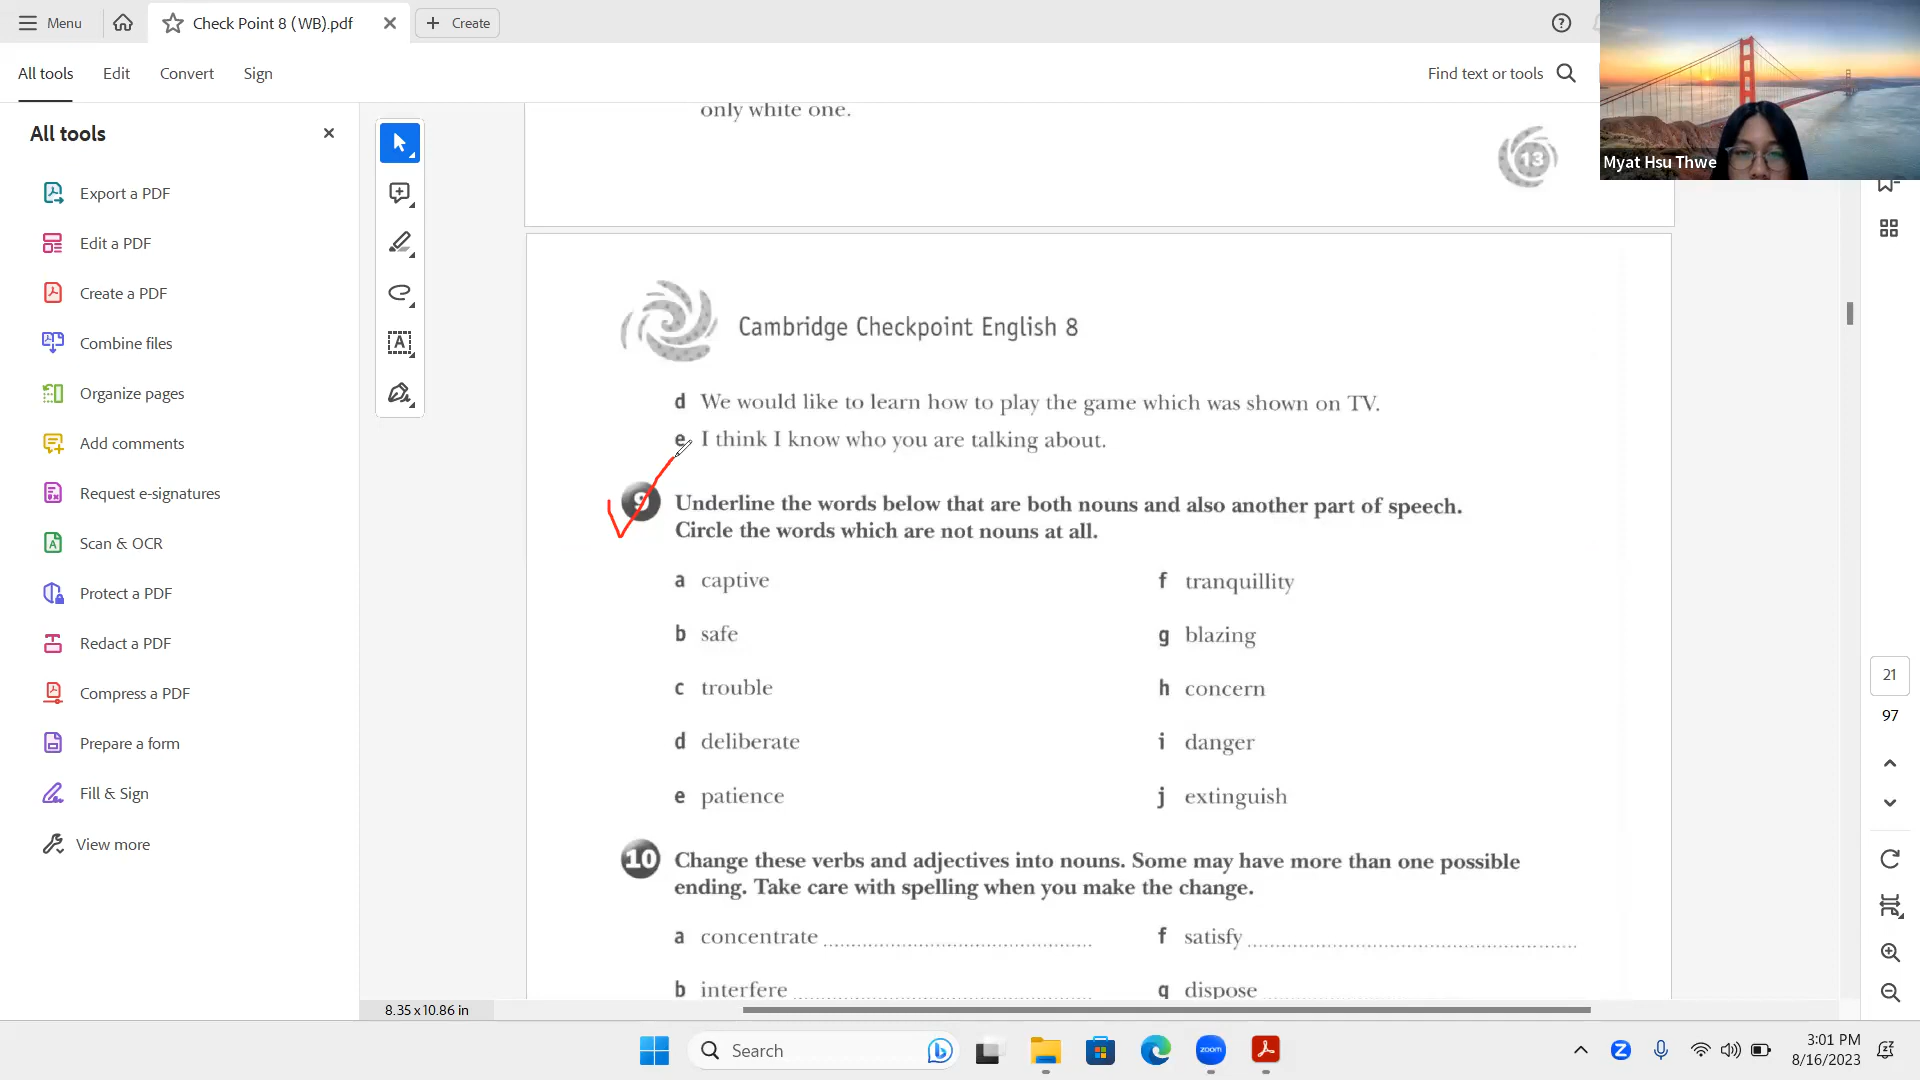 Menu
Check Point 8 (WB).pdf
Create
All tools
Edit
Convert
Sign
Find text or tools
Myat Hsu Thwe
All tools
Export a PDF
Edit a PDF
Create a PDF
Combine files
Organize pages
Add comments
Request e-signatures
Scan & OCR
Protect a PDF
Redact a PDF
Compress a PDF
Prepare a form
Fill & Sign
View more
only white one.
13
Cambridge Checkpoint English 8
d We would like to learn how to play the game which was shown on TV.
e I think I know who you are talking about.
9 Underline the words below that are both nouns and also another part of speech.
Circle the words which are not nouns at all.
a captive
f tranquillity
b safe
g blazing
c trouble
h concern
d deliberate
i danger
e patience
j extinguish
10 Change these verbs and adjectives into nouns. Some may have more than one possible
ending. Take care with spelling when you make the change.
a concentrate
f satisfy
b interfere
g dispose
21
97
8.35 x 10.86 in
Search
zoom
3:01 PM
8/16/2023